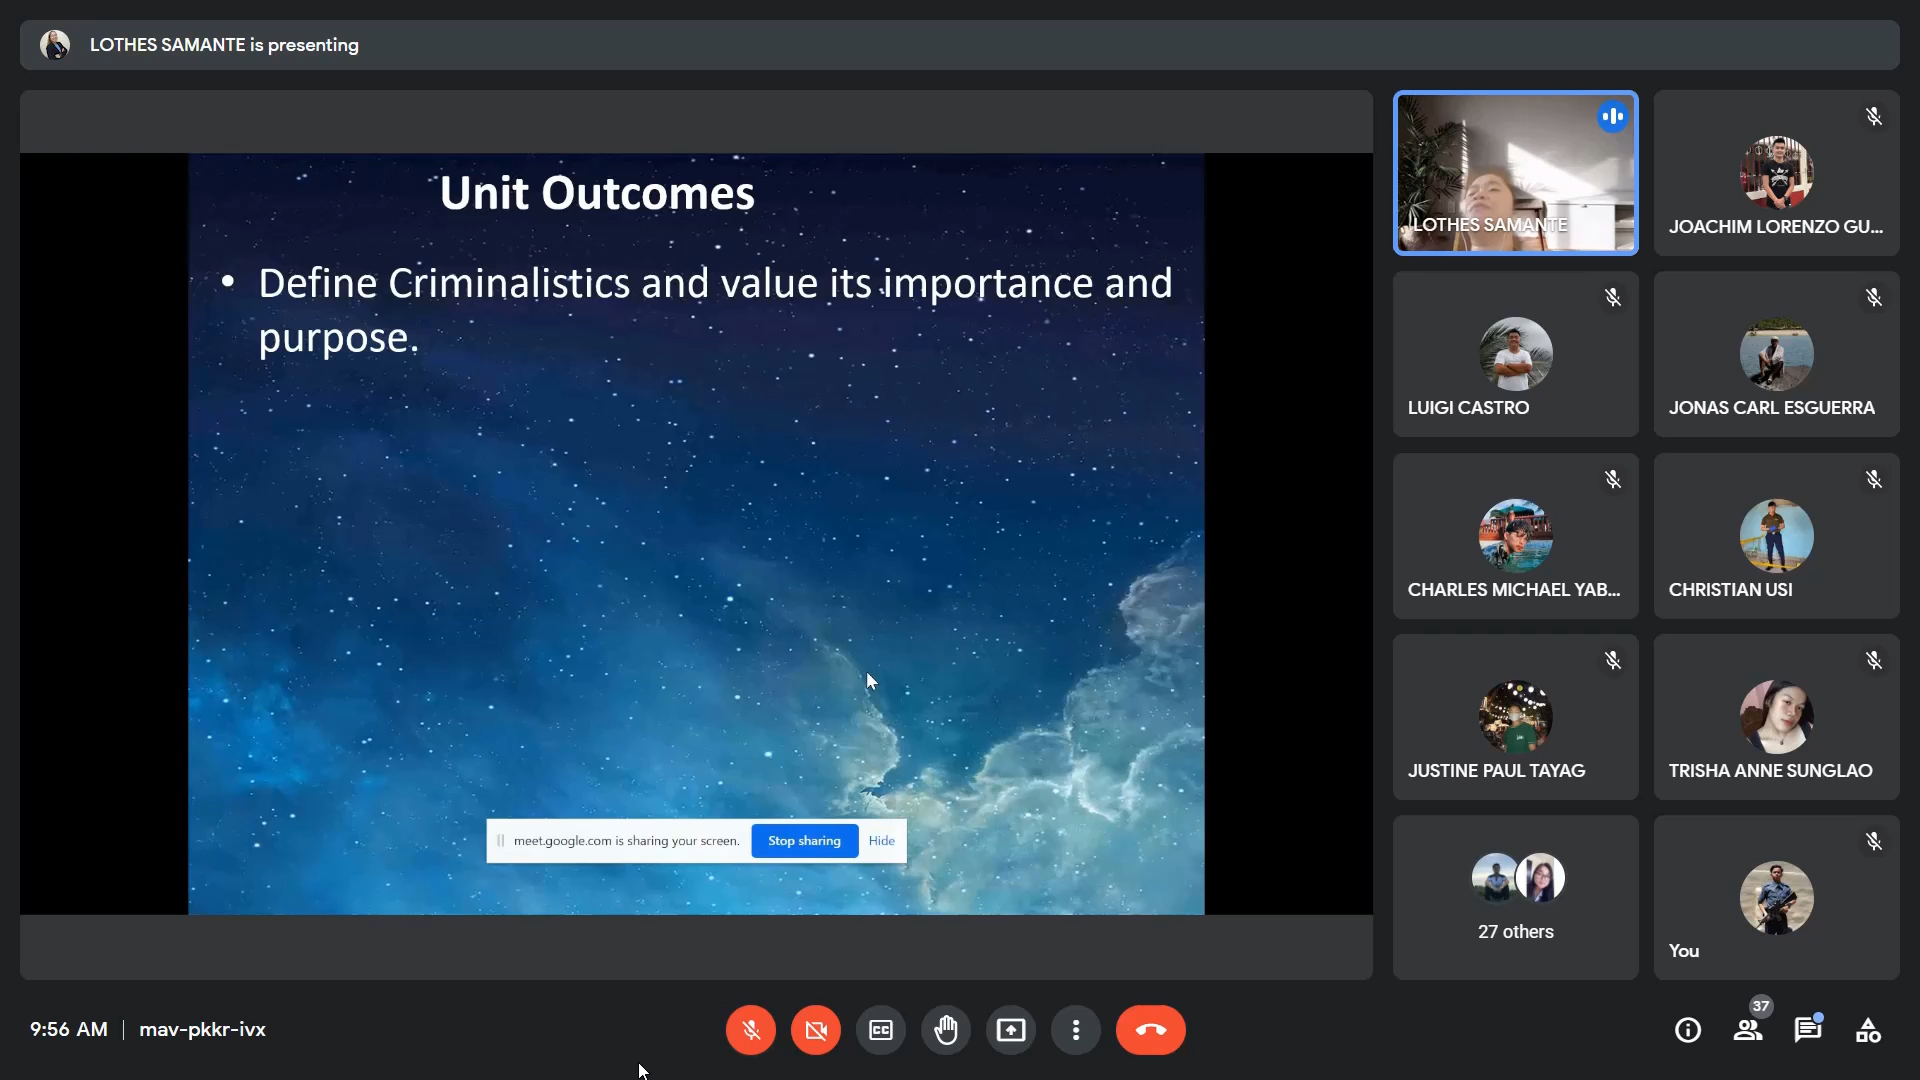 LOTHES SAMANTE is presenting
Unit Outcomes
• Define Criminalistics and value its importance and
purpose.
meet.google.com is sharing your screen.
Stop sharing
Hide
LOTHES SAMANTE
JOACHIM LORENZO GU...
LUIGI CASTRO
JONAS CARL ESGUERRA
CHARLES MICHAEL YAB...
CHRISTIAN USI
JUSTINE PAUL TAYAG
TRISHA ANNE SUNGLAO
27 others
You
9:56 AM | mav-pkkr-ivx
CC
37